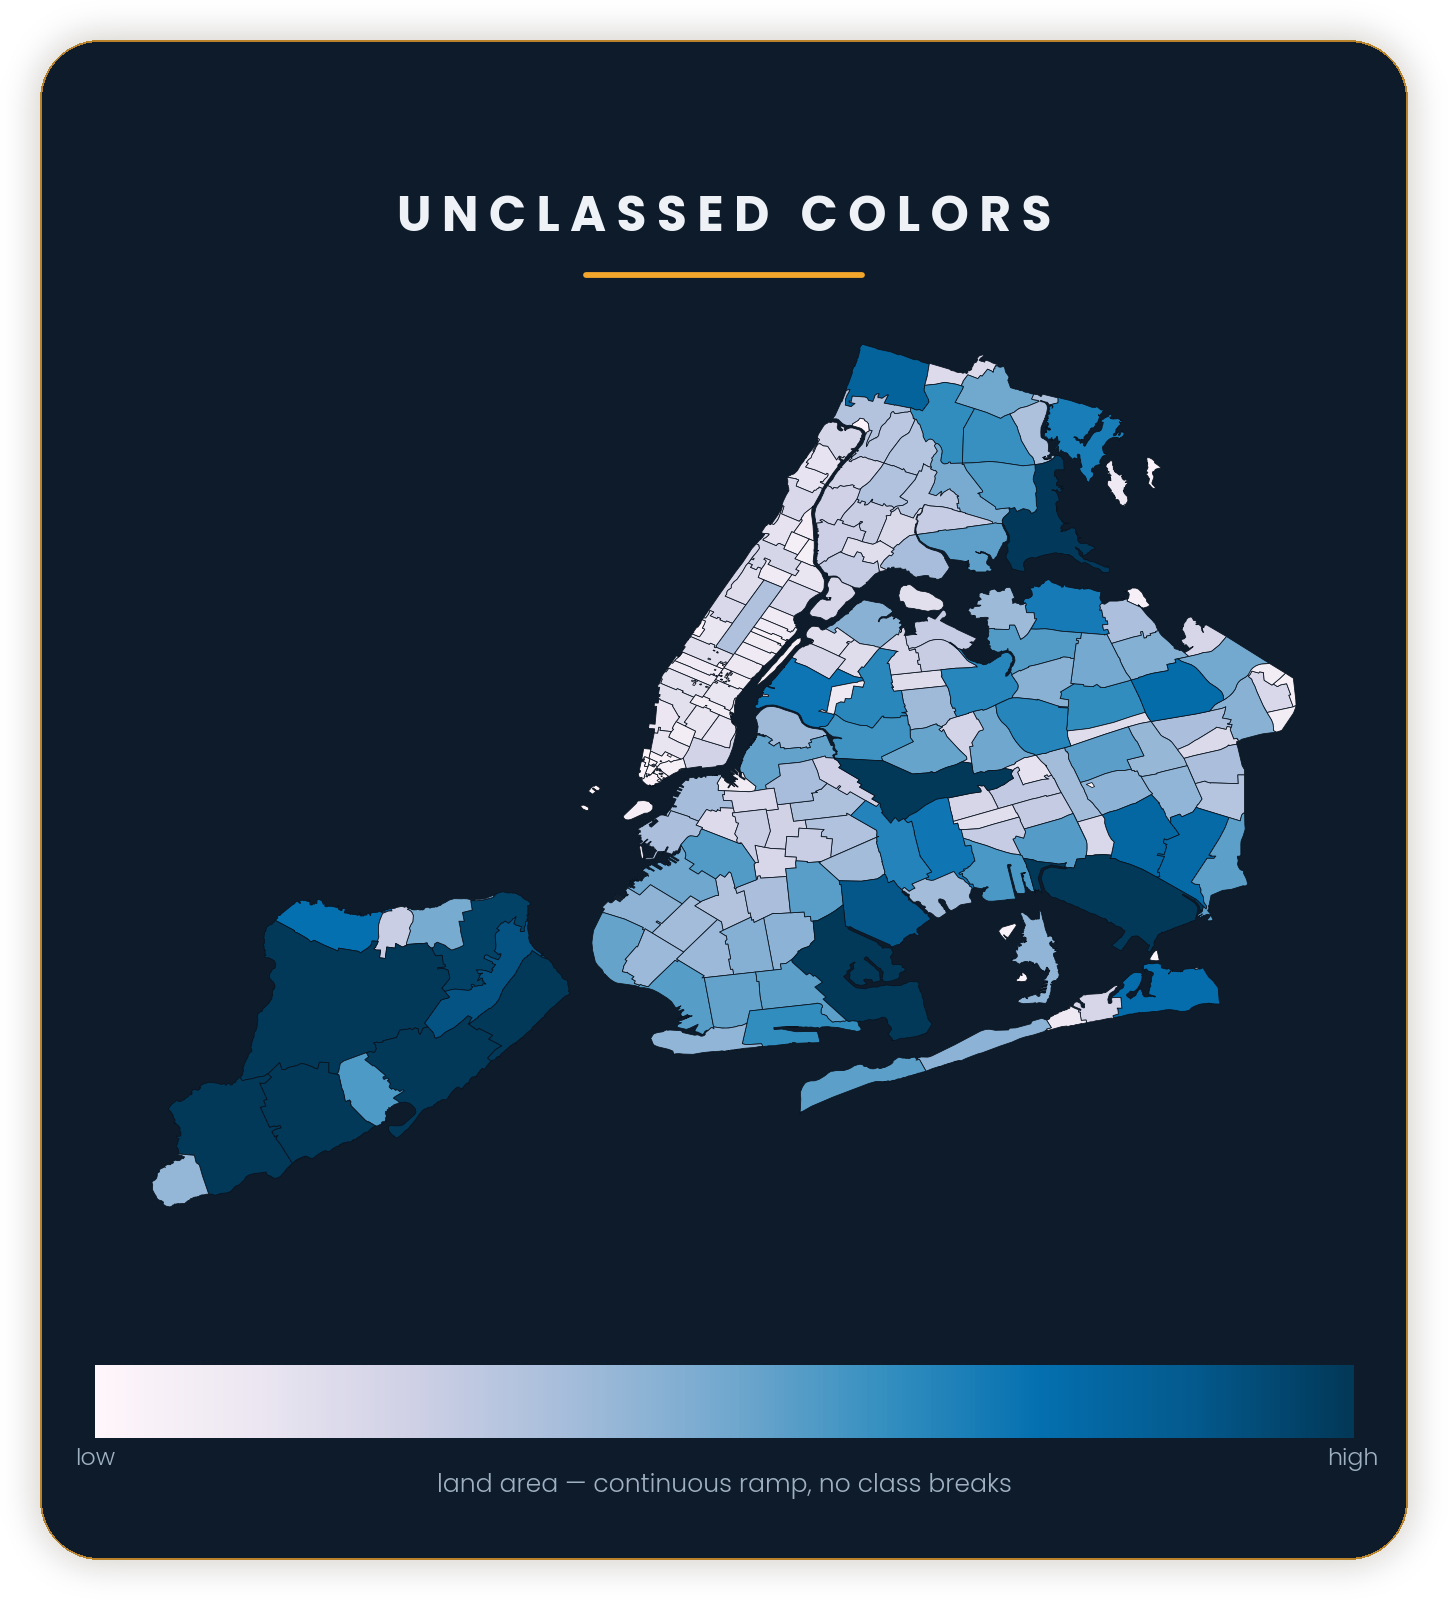 UNCLASSED COLORS
low
high
land area — continuous ramp, no class breaks